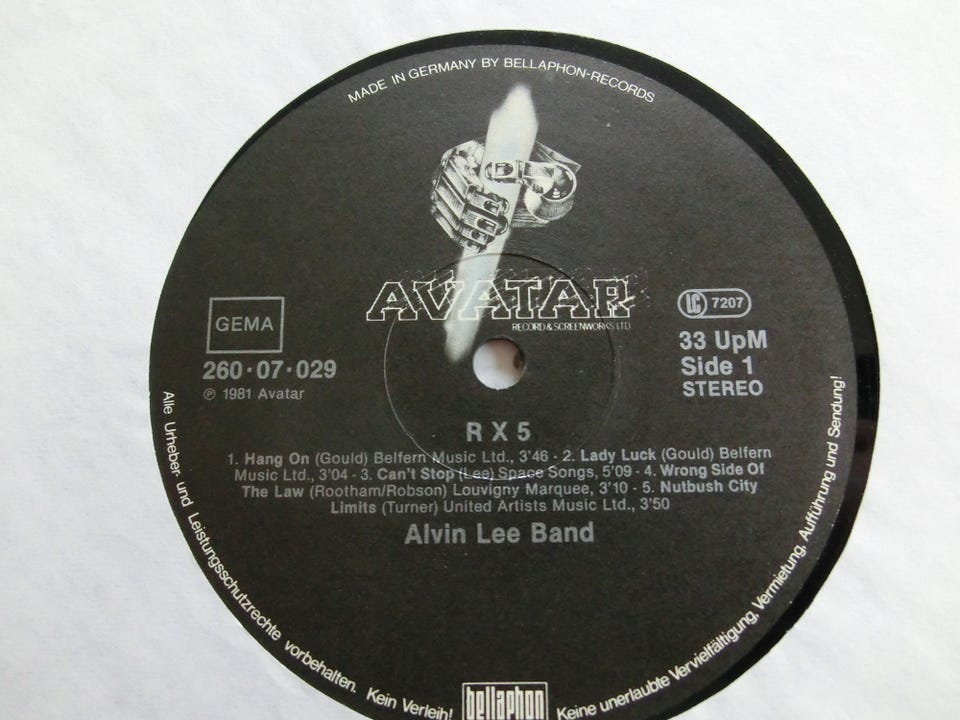 MADE IN GERMANY BY BELLAPHON-RECORDS
AVATAR
RECORD & SCREENWORKS LTD
GEMA
260·07·029
℗ 1981 Avatar
LC 7207
33 UpM
Side 1
STEREO
R X 5
1. Hang On (Gould) Belfern Music Ltd., 3'46 - 2. Lady Luck (Gould) Belfern
Music Ltd., 3'04 - 3. Can't Stop (Lee) Space Songs, 5'09 - 4. Wrong Side Of
The Law (Rootham/Robson) Louvigny Marquee, 3'10 - 5. Nutbush City
Limits (Turner) United Artists Music Ltd., 3'50
Alvin Lee Band
Alle Urheber- und Leistungsschutzrechte vorbehalten. Kein Verleih! Keine unerlaubte Vervielfältigung, Vermietung, Aufführung und Sendung!
bellaphon